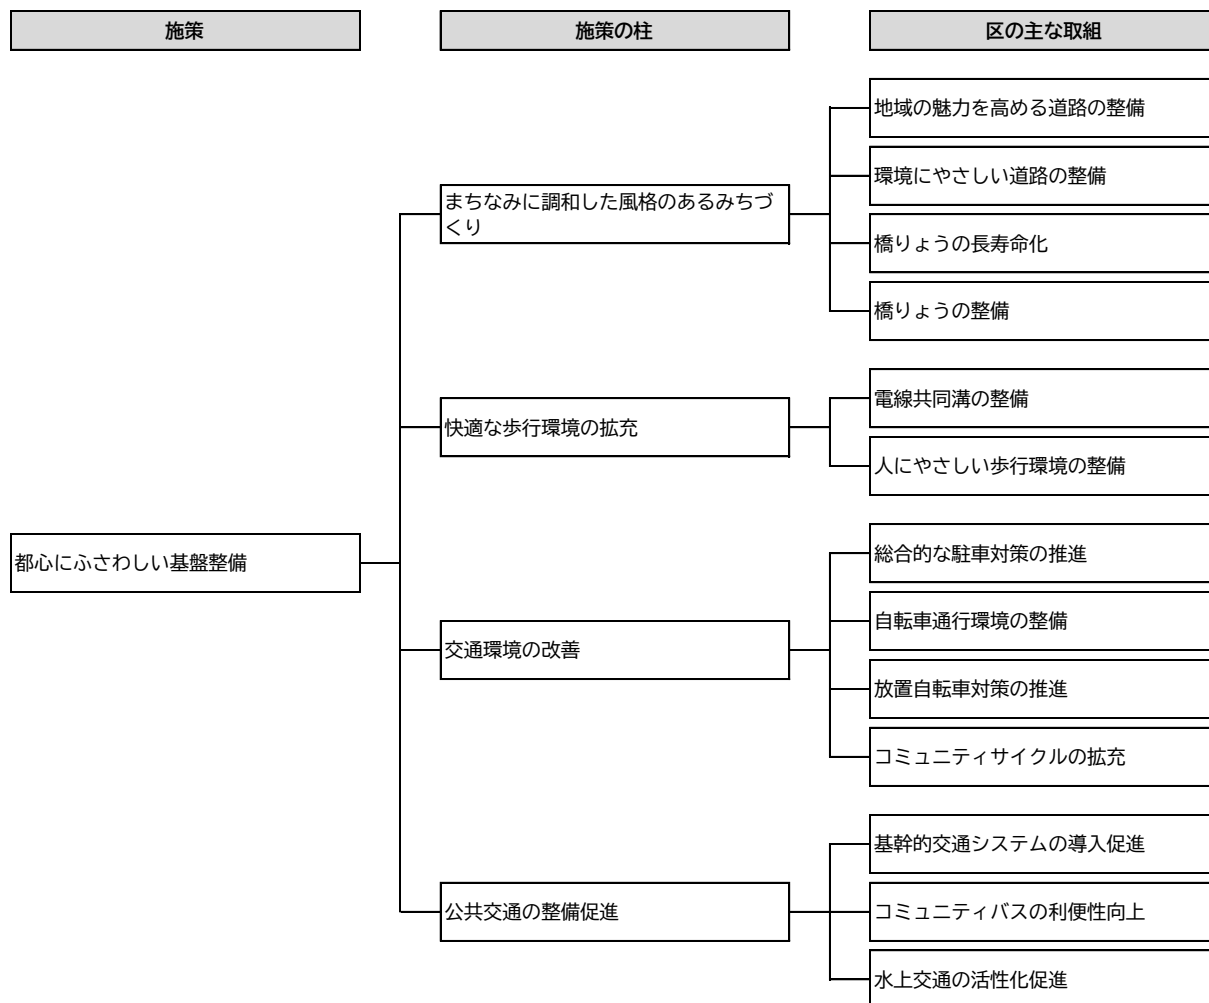 施策
施策の柱
区の主な取組
都心にふさわしい基盤整備
まちなみに調和した風格のあるみちづ
くり
地域の魅力を高める道路の整備
環境にやさしい道路の整備
橋りょうの長寿命化
橋りょうの整備
快適な歩行環境の拡充
電線共同溝の整備
人にやさしい歩行環境の整備
交通環境の改善
総合的な駐車対策の推進
自転車通行環境の整備
放置自転車対策の推進
コミュニティサイクルの拡充
公共交通の整備促進
基幹的交通システムの導入促進
コミュニティバスの利便性向上
水上交通の活性化促進